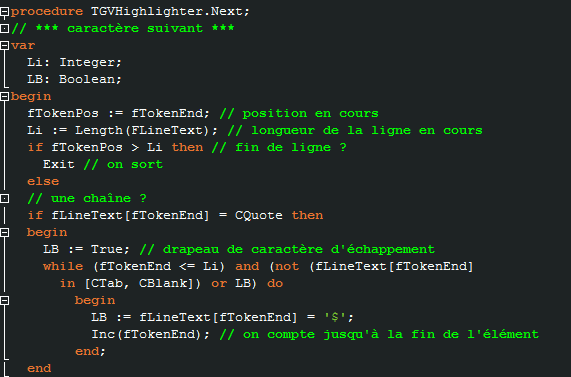 procedure TGVHighlighter.Next;
// *** caractère suivant ***
var
Li: Integer;
LB: Boolean;
begin
fTokenPos := fTokenEnd; // position en cours
Li := Length(FLineText); // longueur de la ligne en cours
if fTokenPos > Li then // fin de ligne ?
Exit // on sort
else
// une chaîne ?
if fLineText[fTokenEnd] = CQuote then
begin
LB := True; // drapeau de caractère d'échappement
while (fTokenEnd <= Li) and (not (fLineText[fTokenEnd]
in [CTab, CBlank]) or LB) do
begin
LB := fLineText[fTokenEnd] = '$';
Inc(fTokenEnd); // on compte jusqu'à la fin de l'élément
end;
end